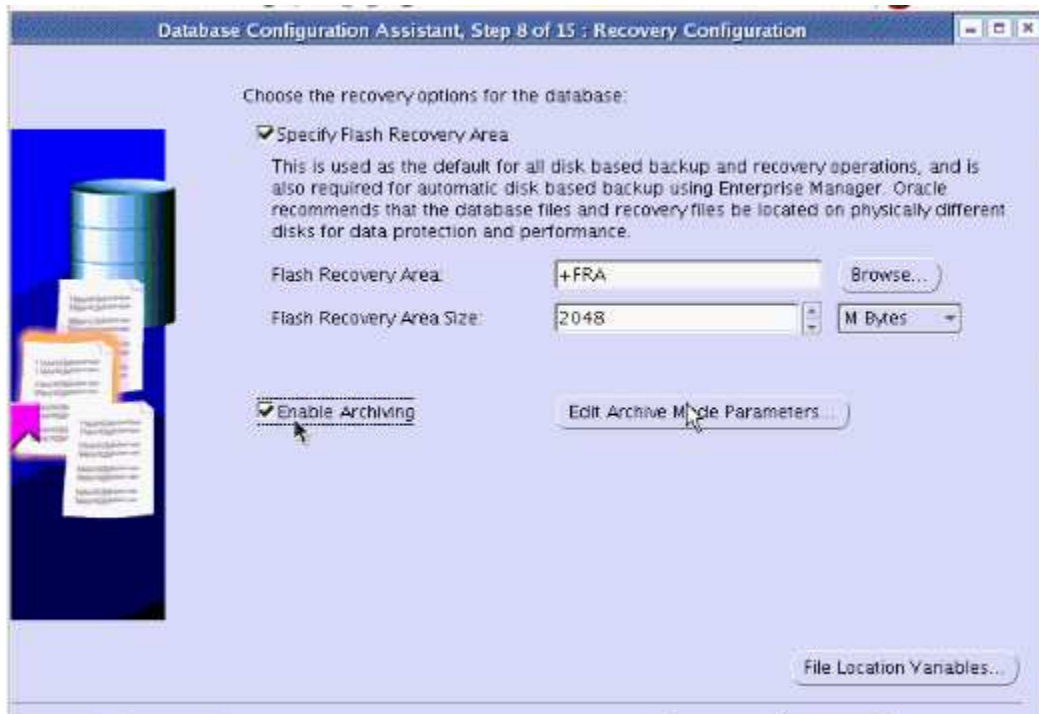 Database Configuration Assistant, Step 8 of 15 : Recovery Configuration
Choose the recovery options for the database:
Specify Flash Recovery Area
This is used as the default for all disk based backup and recovery operations, and is
also required for automatic disk based backup using Enterprise Manager. Oracle
recommends that the database files and recovery files be located on physically different
disks for data protection and performance.
Flash Recovery Area: +FRA Browse...
Flash Recovery Area Size: 2048 M Bytes
Enable Archiving Edit Archive Mode Parameters...
File Location Variables...